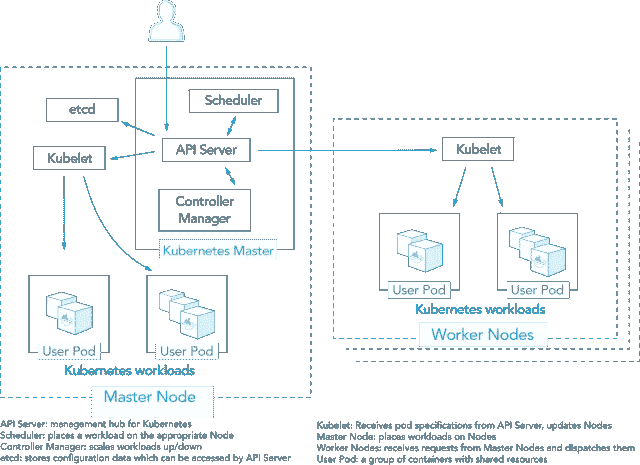 etcd
Scheduler
Kubelet
API Server
Controller
Manager
Kubernetes Master
User Pod
User Pod
Kubernetes workloads
Master Node
Kubelet
User Pod
User Pod
Kubernetes workloads
Worker Nodes
API Server: management hub for Kubernetes
Scheduler: places a workload on the appropriate Node
Controller Manager: scales workloads up/down
etcd: stores configuration data which can be accessed by API Server
Kubelet: Receives pod specifications from API Server, updates Nodes
Master Node: places workloads on Nodes
Worker Nodes: receives requests from Master Nodes and dispatches them
User Pod: a group of containers with shared resources